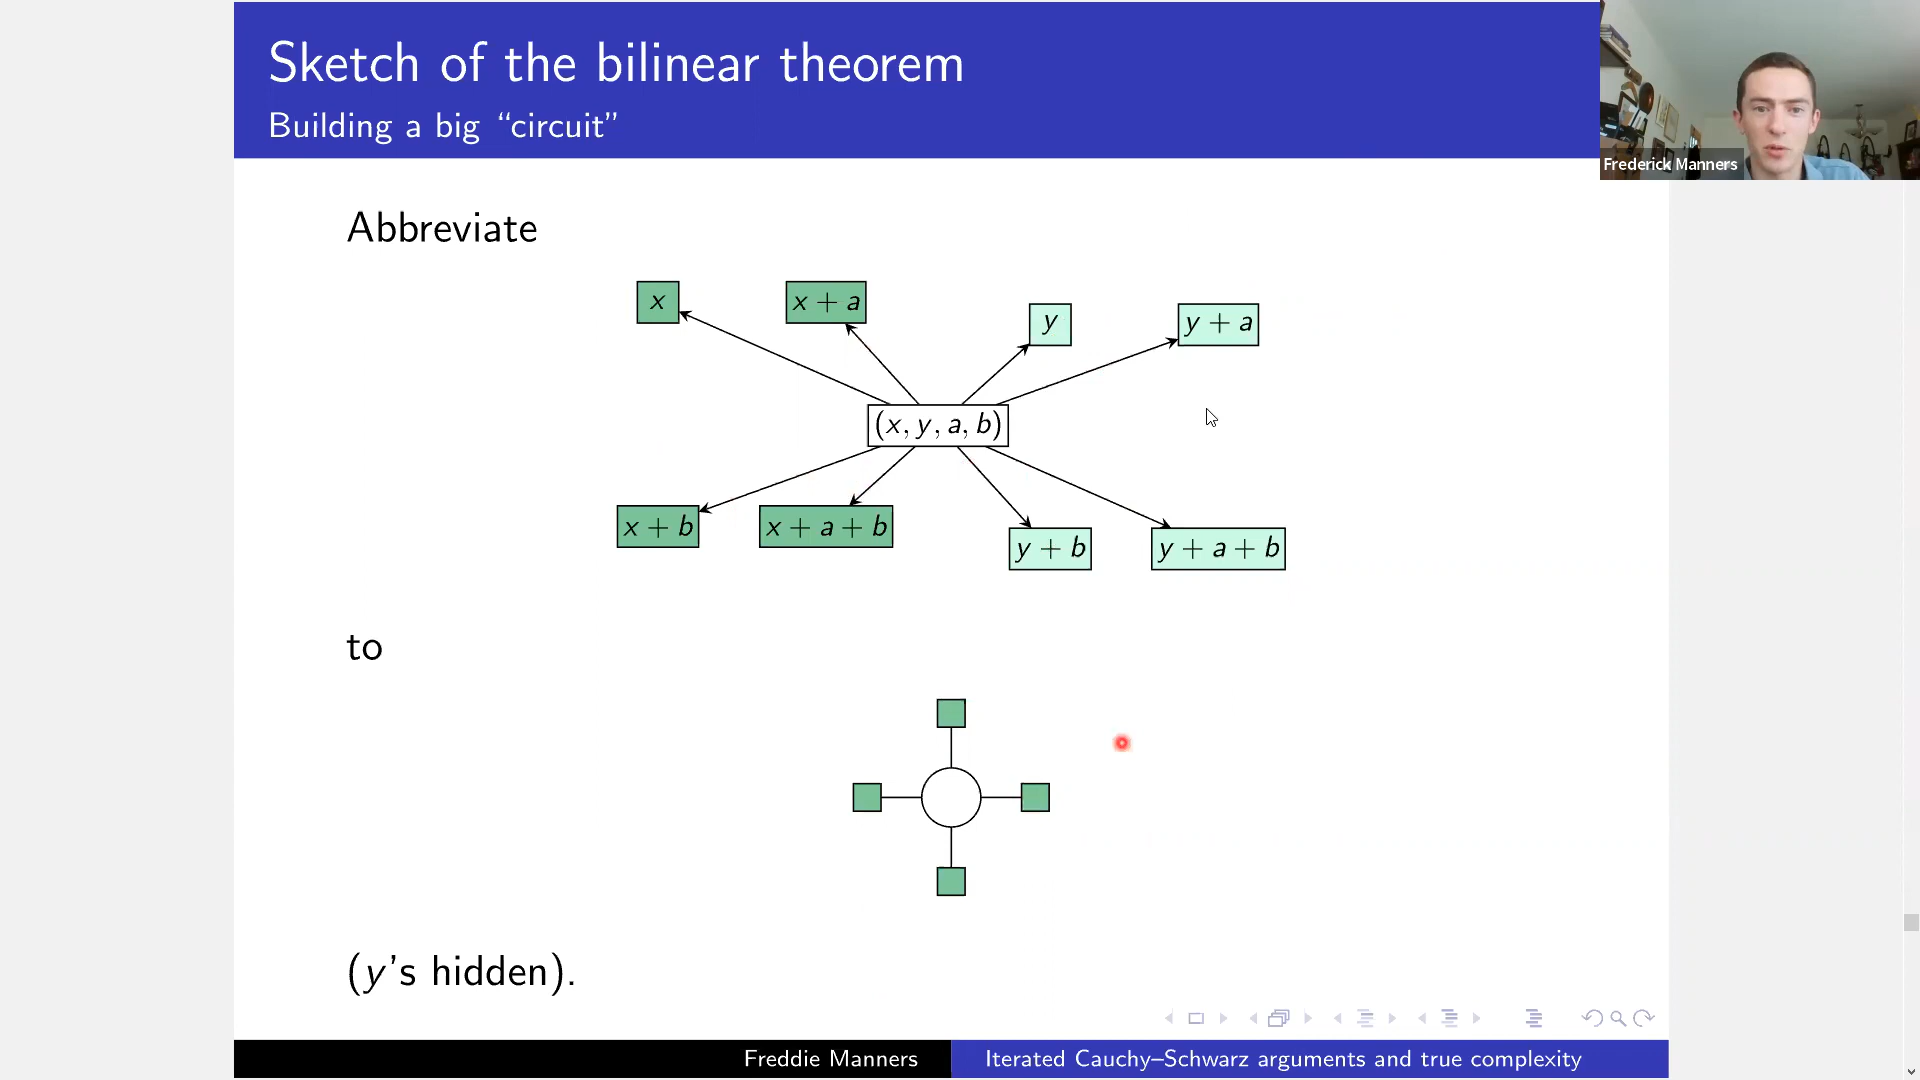 Sketch of the bilinear theorem
Building a big “circuit”
Frederick Manners
Abbreviate
x
x + a
y
y + a
(x, y, a, b)
x + b
x + a + b
y + b
y + a + b
to
(y’s hidden).
Freddie Manners
Iterated Cauchy–Schwarz arguments and true complexity